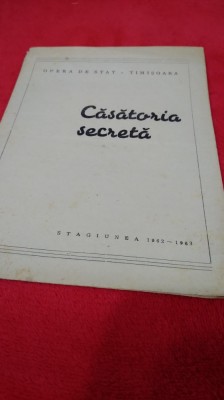 OPERA DE STAT - TIMIȘOARA
Căsătoria
secretă
STAGIUNEA